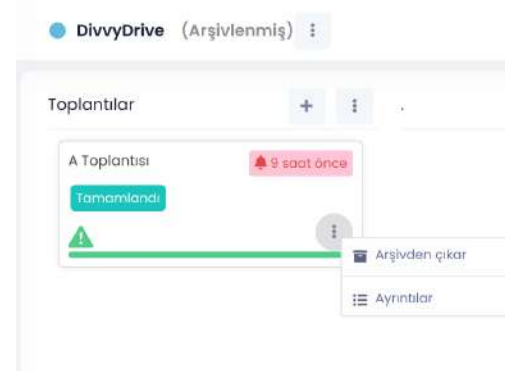 DivvyDrive (Arşivlenmiş)
Toplantılar
A Toplantısı
9 saat önce
Tamamlandı
Arşivden çıkar
Ayrıntılar